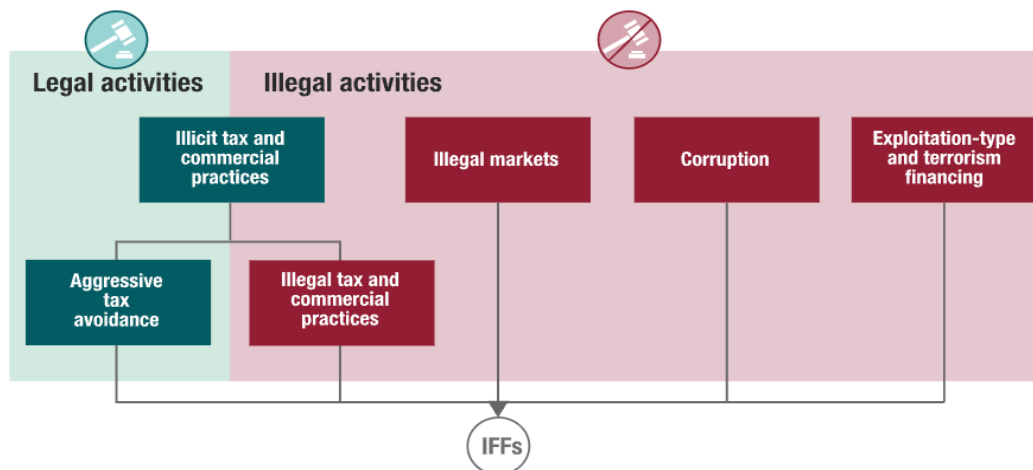 Legal activities
Illegal activities
Illicit tax and
commercial
practices
Illegal markets
Corruption
Exploitation-type
and terrorism
financing
Aggressive
tax
avoidance
Illegal tax and
commercial
practices
IFFs